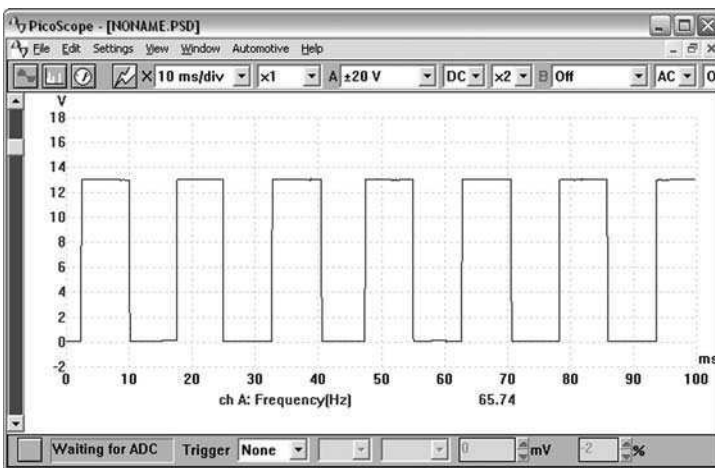 PicoScope - [NONAME.PSD]
File Edit Settings View Window Automotive Help
X 10 ms/div x1 A ±20 V DC x2 B Off AC
V
18
16
14
12
10
8
6
4
2
0
-2
ms
0 10 20 30 40 50 60 70 80 90 100
ch A: Frequency(Hz) 65.74
Waiting for ADC Trigger None 0 mV -2 %